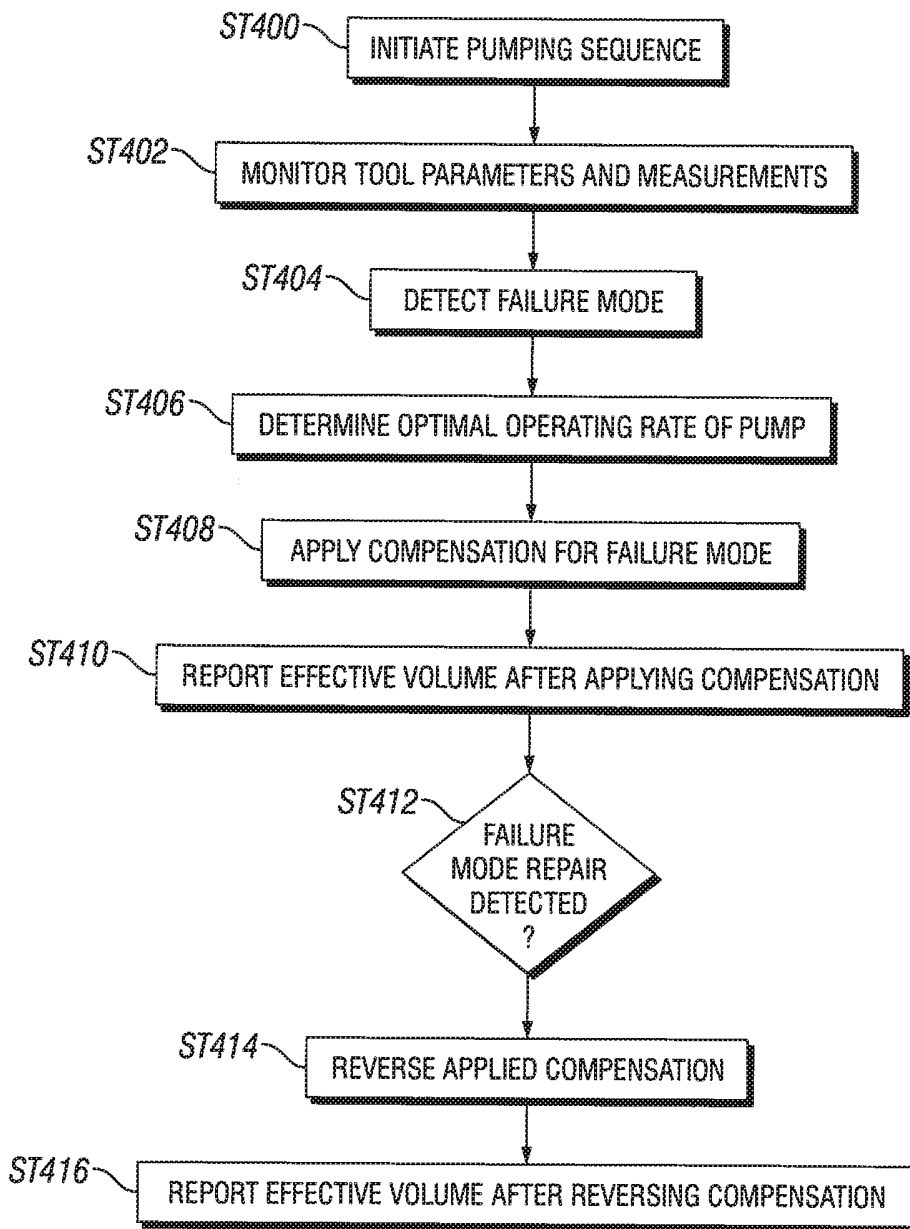 ST400
INITIATE PUMPING SEQUENCE
ST402
MONITOR TOOL PARAMETERS AND MEASUREMENTS
ST404
DETECT FAILURE MODE
ST406
DETERMINE OPTIMAL OPERATING RATE OF PUMP
ST408
APPLY COMPENSATION FOR FAILURE MODE
ST410
REPORT EFFECTIVE VOLUME AFTER APPLYING COMPENSATION
ST412
FAILURE
MODE REPAIR
DETECTED
?
ST414
REVERSE APPLIED COMPENSATION
ST416
REPORT EFFECTIVE VOLUME AFTER REVERSING COMPENSATION